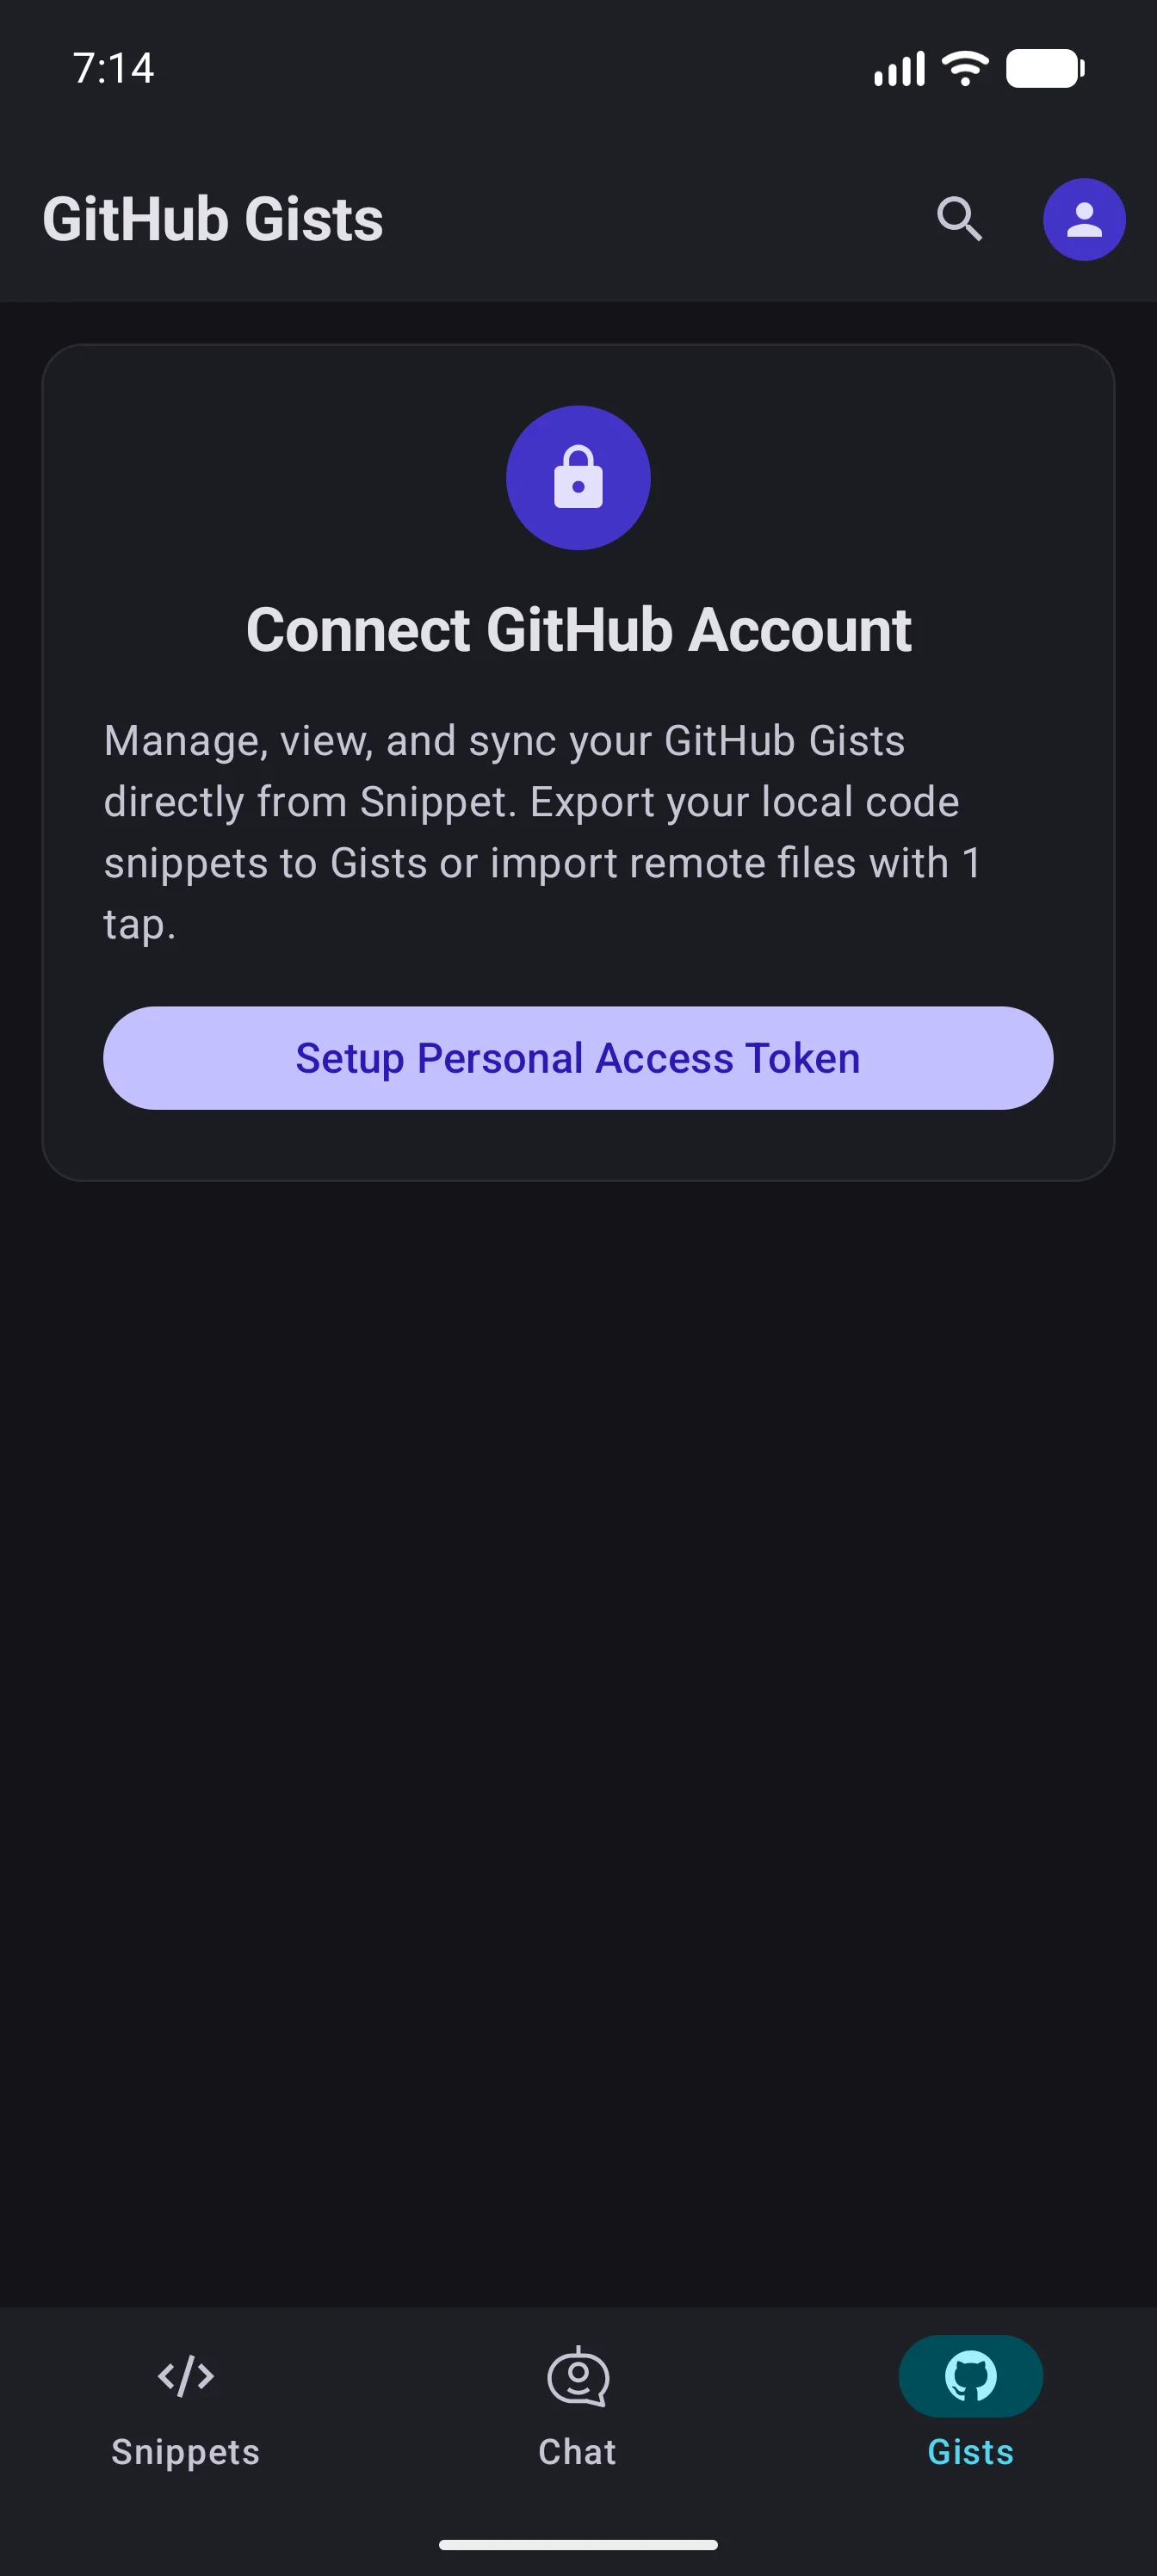 7:14
GitHub Gists
Connect GitHub Account
Manage, view, and sync your GitHub Gists
directly from Snippet. Export your local code
snippets to Gists or import remote files with 1
tap.
Setup Personal Access Token
Snippets
Chat
Gists